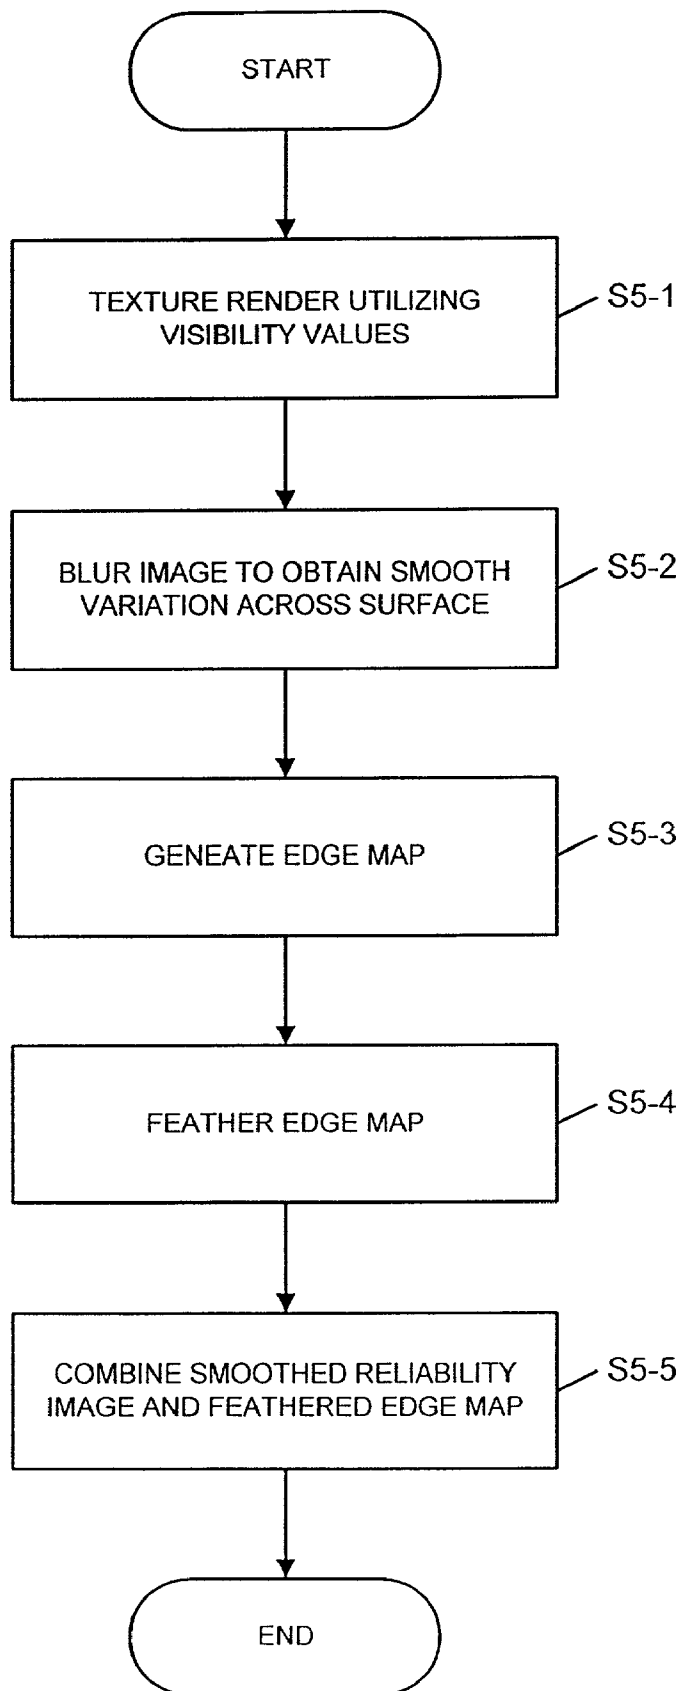 START
TEXTURE RENDER UTILIZING
VISIBILITY VALUES
S5-1
BLUR IMAGE TO OBTAIN SMOOTH
VARIATION ACROSS SURFACE
S5-2
GENEATE EDGE MAP
S5-3
FEATHER EDGE MAP
S5-4
COMBINE SMOOTHED RELIABILITY
IMAGE AND FEATHERED EDGE MAP
S5-5
END